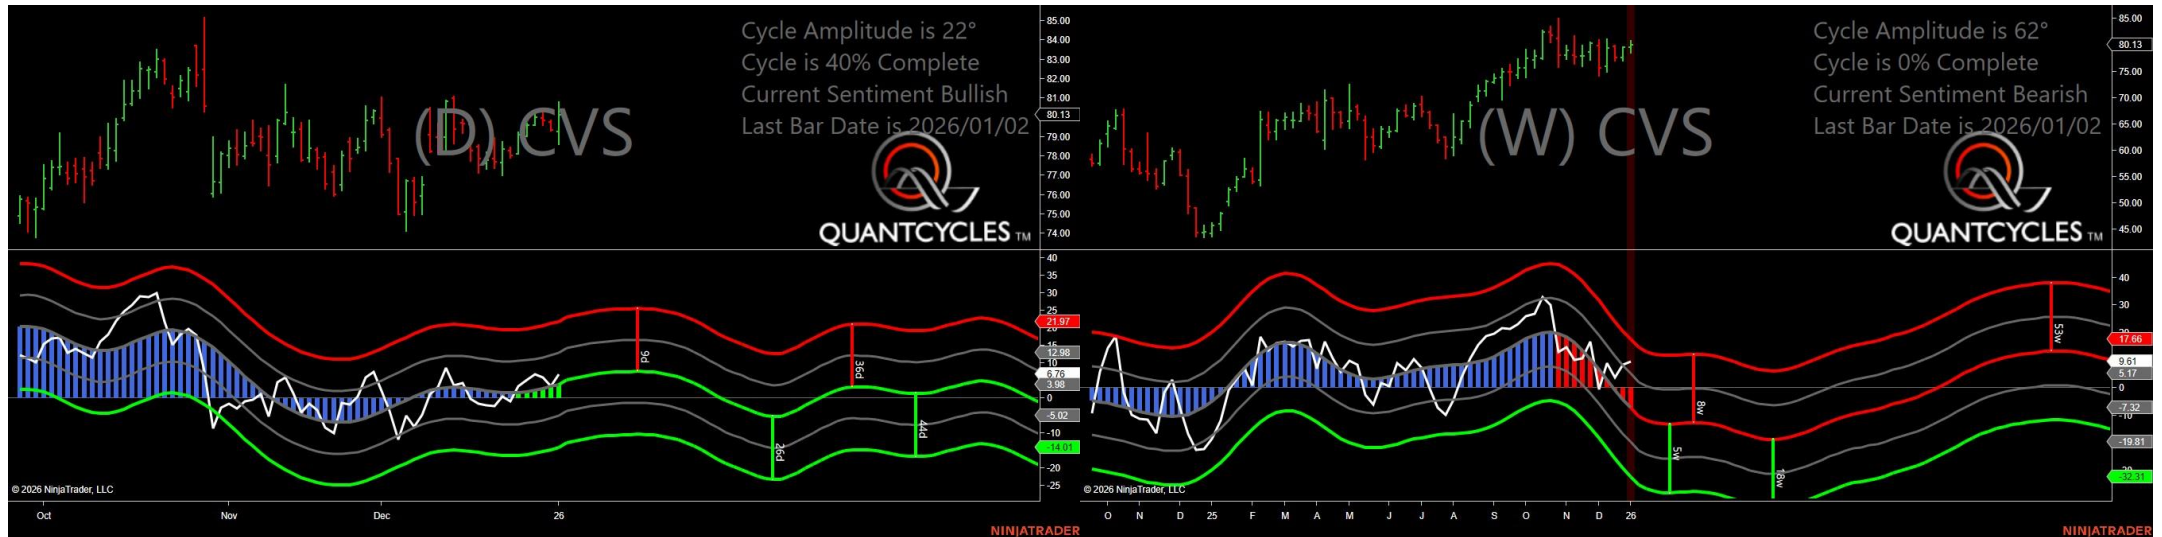 Cycle Amplitude is 22°
Cycle is 40% Complete
Current Sentiment Bullish
Last Bar Date is 2026/01/02
(D) CVS
QUANTCYCLES TM
85.00
84.00
83.00
82.00
81.00
80.13
79.00
78.00
77.00
76.00
75.00
74.00
40
35
30
25
21.97
20
15
12.98
10
6.76
3.98
0
-5.02
-10
-14.01
-20
-25
9d
26d
36d
44d
© 2026 NinjaTrader, LLC
Oct
Nov
Dec
26
NINJATRADER
Cycle Amplitude is 62°
Cycle is 0% Complete
Current Sentiment Bearish
Last Bar Date is 2026/01/02
(W) CVS
QUANTCYCLES TM
85.00
80.13
75.00
70.00
65.00
60.00
55.00
50.00
45.00
40
30
17.66
9.61
5.17
0
-7.32
-10
-19.81
-32.31
5w
8w
18w
53w
© 2026 NinjaTrader, LLC
O N D 25 F M A M J J A S O N D 26
NINJATRADER